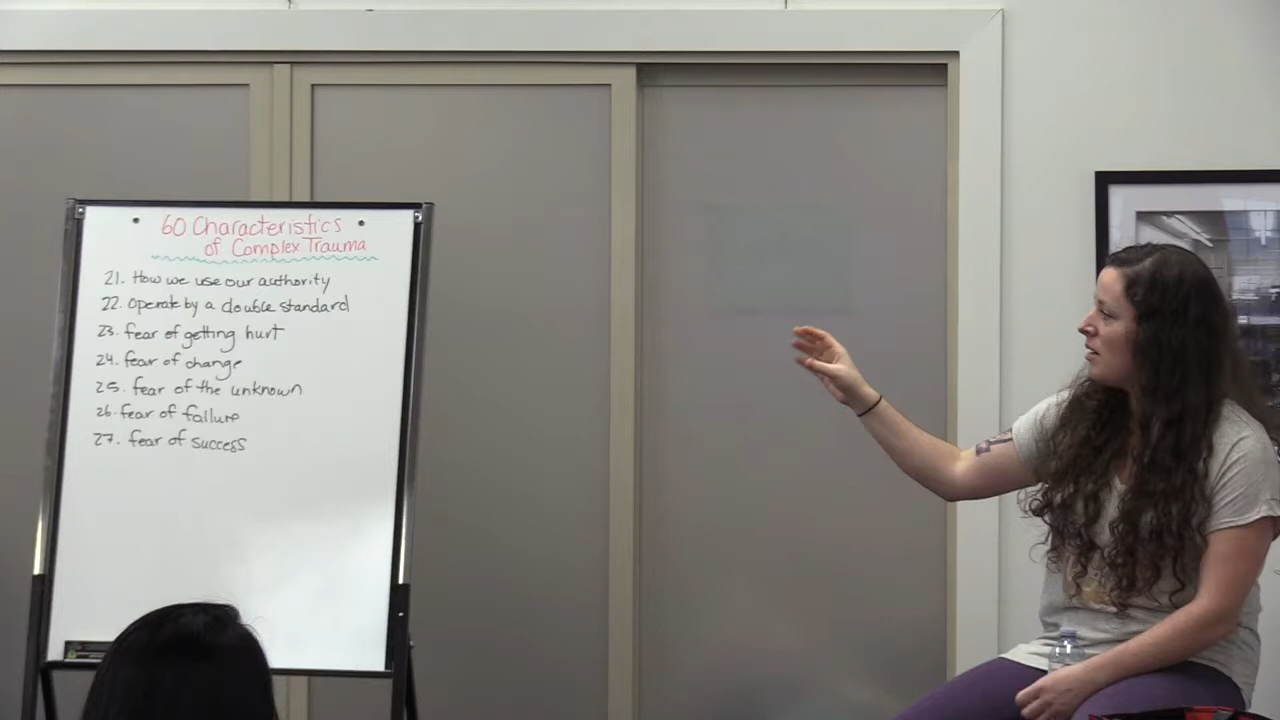 60 Characteristics
of Complex Trauma
21. How we use our authority
22. Operate by a double standard
23. fear of getting hurt
24. fear of change
25. fear of the unknown
26. fear of failure
27. fear of success